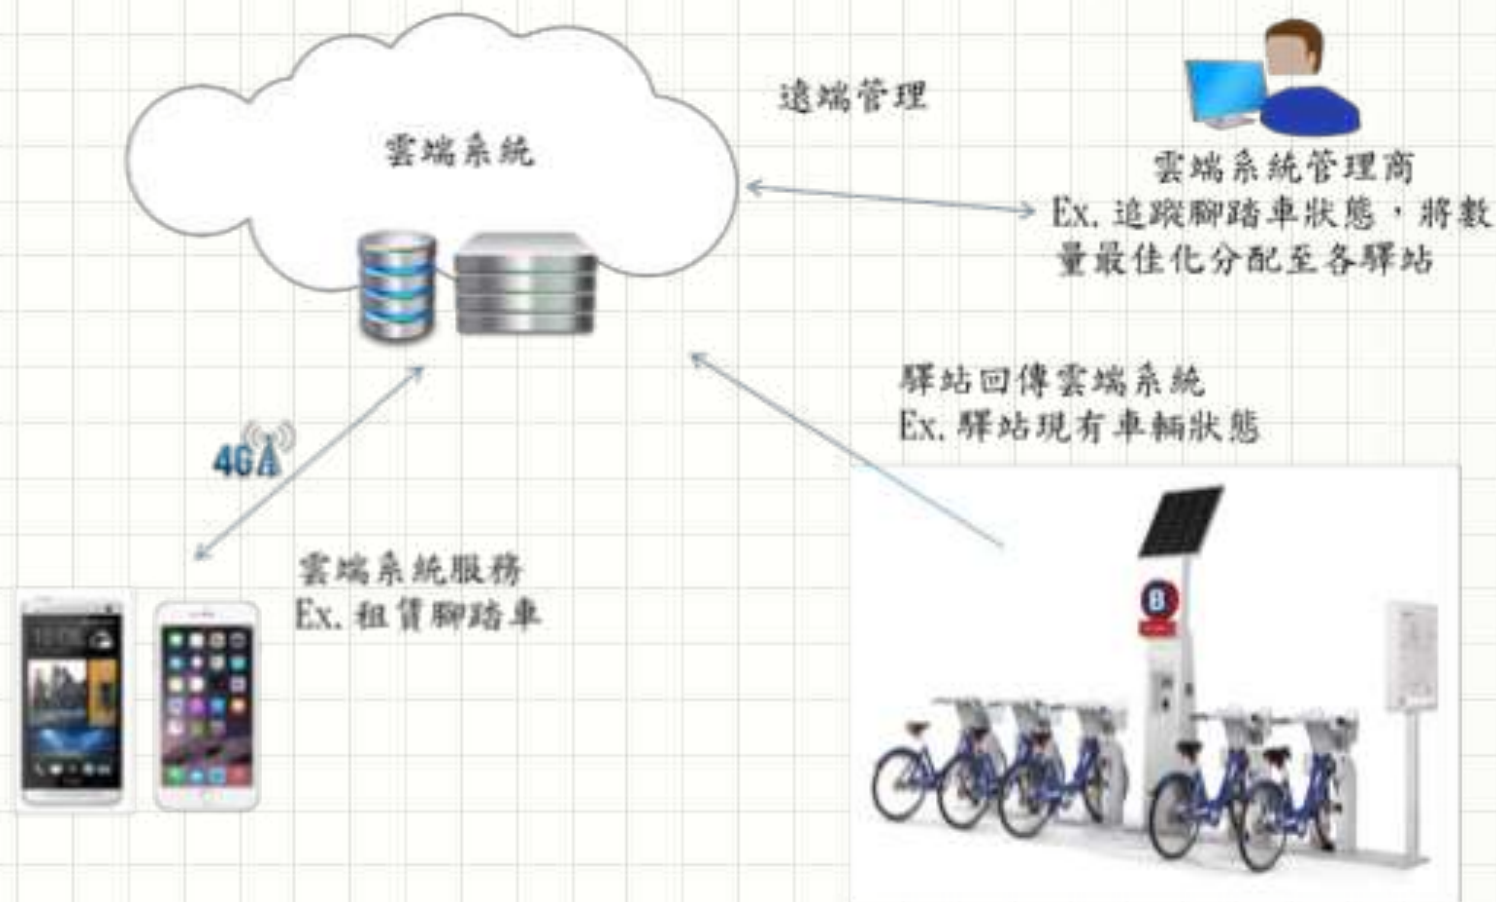 雲端系統
遠端管理
雲端系統管理商
Ex. 追蹤腳踏車狀態，將數
量最佳化分配至各驛站
驛站回傳雲端系統
Ex. 驛站現有車輛狀態
4G
雲端系統服務
Ex. 租賃腳踏車
B